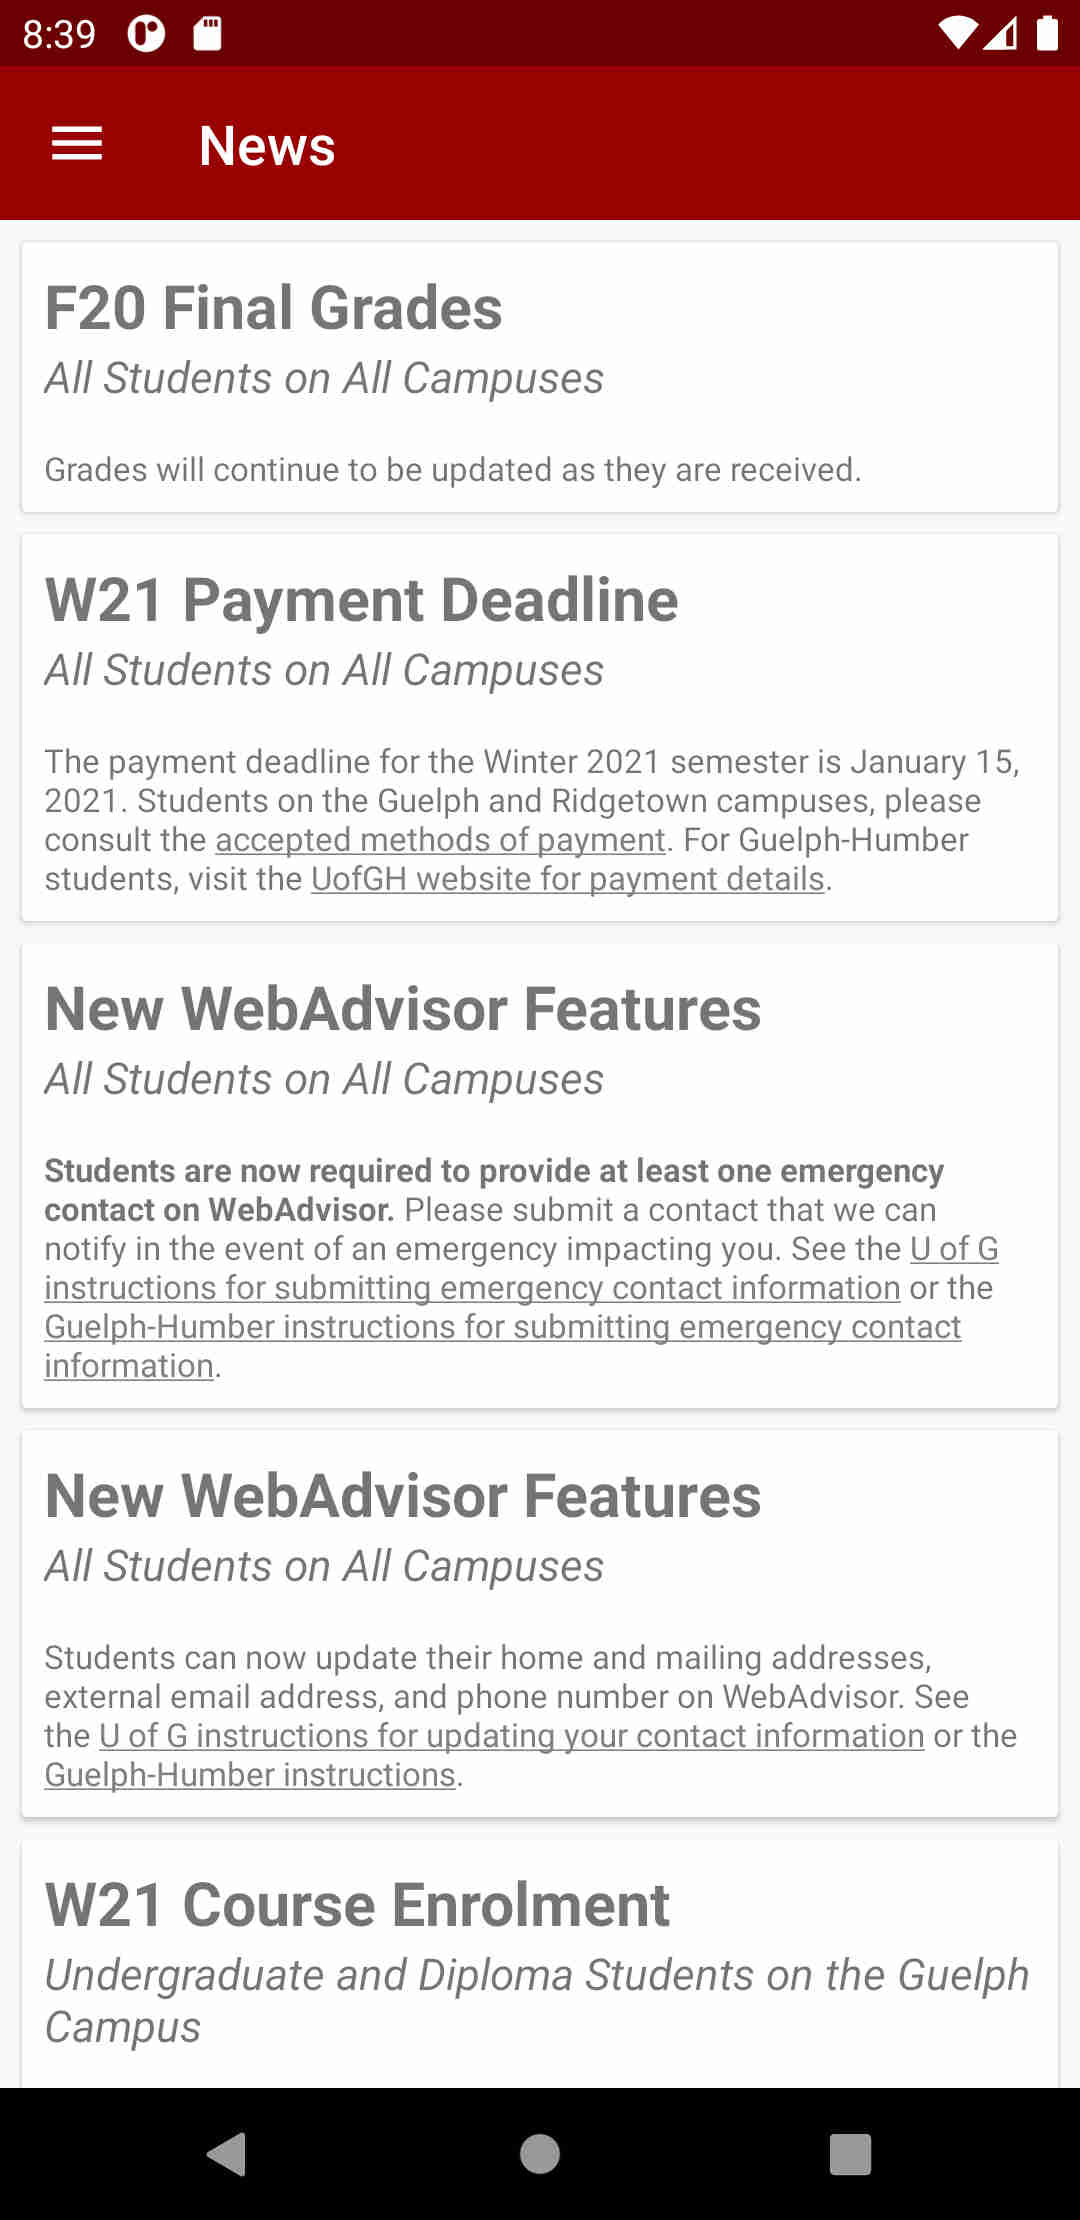 8:39
News
F20 Final Grades
All Students on All Campuses
Grades will continue to be updated as they are received.
W21 Payment Deadline
All Students on All Campuses
The payment deadline for the Winter 2021 semester is January 15,
2021. Students on the Guelph and Ridgetown campuses, please
consult the accepted methods of payment. For Guelph-Humber
students, visit the UofGH website for payment details.
New WebAdvisor Features
All Students on All Campuses
Students are now required to provide at least one emergency
contact on WebAdvisor. Please submit a contact that we can
notify in the event of an emergency impacting you. See the U of G
instructions for submitting emergency contact information or the
Guelph-Humber instructions for submitting emergency contact
information.
New WebAdvisor Features
All Students on All Campuses
Students can now update their home and mailing addresses,
external email address, and phone number on WebAdvisor. See
the U of G instructions for updating your contact information or the
Guelph-Humber instructions.
W21 Course Enrolment
Undergraduate and Diploma Students on the Guelph
Campus